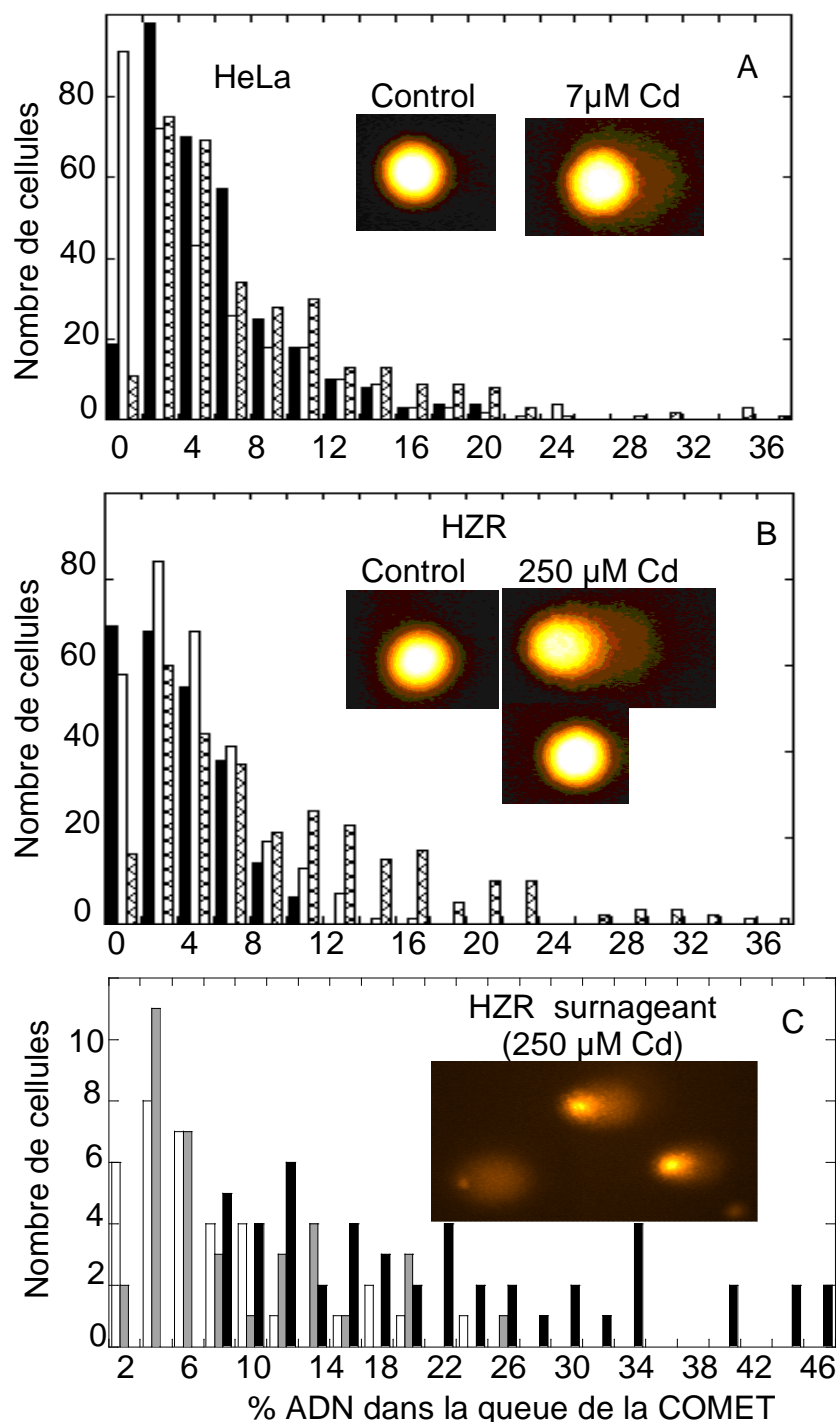 A
HeLa
Control 7µM Cd
Nombre de cellules
80
60
40
20
0
0 4 8 12 16 20 24 28 32 36
B
HZR
Control 250 µM Cd
Nombre de cellules
80
60
40
20
0
0 4 8 12 16 20 24 28 32 36
C
HZR surnageant
(250 µM Cd)
Nombre de cellules
10
8
6
4
2
0
2 6 10 14 18 22 26 30 34 38 42 46
% ADN dans la queue de la COMET